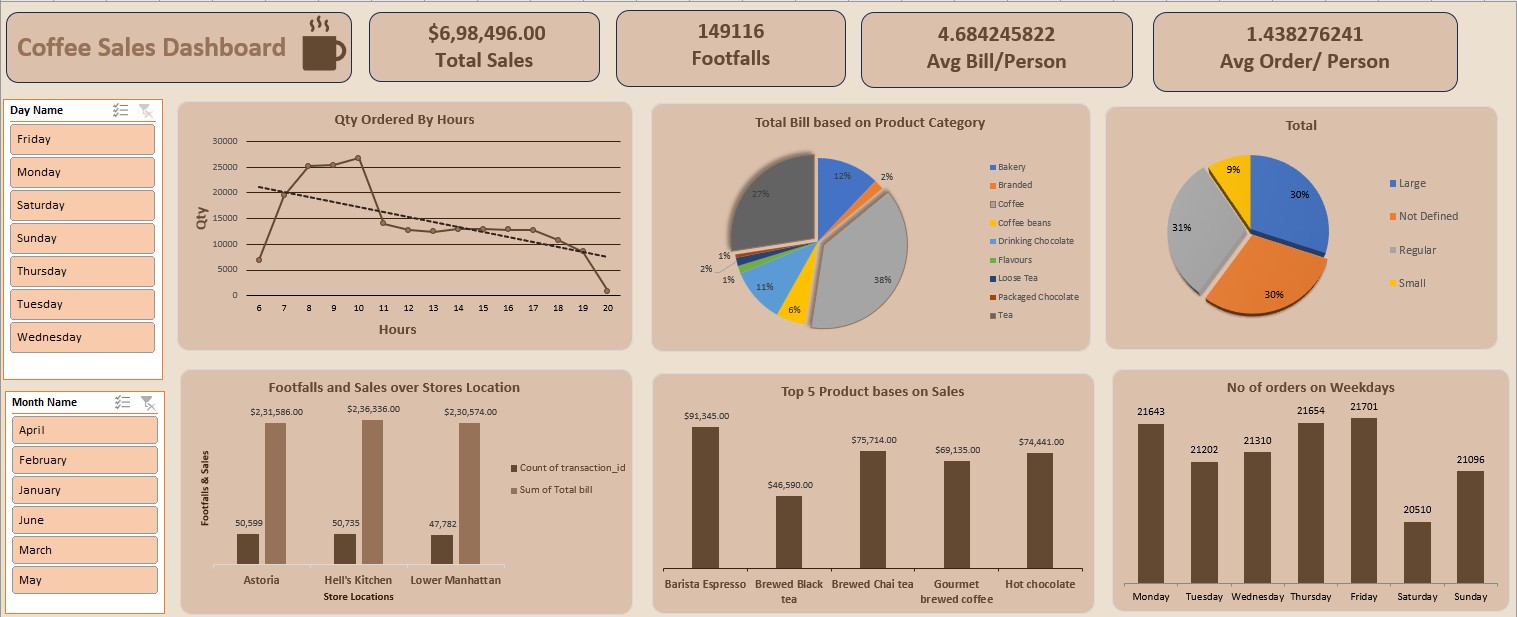 Coffee Sales Dashboard
$6,98,496.00
Total Sales
149116
Footfalls
4.684245822
Avg Bill/Person
1.438276241
Avg Order/ Person
Day Name
Friday
Monday
Saturday
Sunday
Thursday
Tuesday
Wednesday
Month Name
April
February
January
June
March
May
Qty Ordered By Hours
Qty
30000
25000
20000
15000
10000
5000
0
6 7 8 9 10 11 12 13 14 15 16 17 18 19 20
Hours
Total Bill based on Product Category
12%
2%
38%
6%
11%
1%
2%
1%
27%
Bakery
Branded
Coffee
Coffee beans
Drinking Chocolate
Flavours
Loose Tea
Packaged Chocolate
Tea
Total
30%
30%
31%
9%
Large
Not Defined
Regular
Small
Footfalls and Sales over Stores Location
Footfalls & Sales
$2,31,586.00 $2,36,336.00 $2,30,574.00
50,599 50,735 47,782
Astoria Hell's Kitchen Lower Manhattan
Store Locations
Count of transaction_id
Sum of Total bill
Top 5 Product bases on Sales
$91,345.00
$46,590.00
$75,714.00
$69,135.00
$74,441.00
Barista Espresso
Brewed Black
tea
Brewed Chai tea
Gourmet
brewed coffee
Hot chocolate
No of orders on Weekdays
21643
21202
21310
21654
21701
20510
21096
Monday Tuesday Wednesday Thursday Friday Saturday Sunday